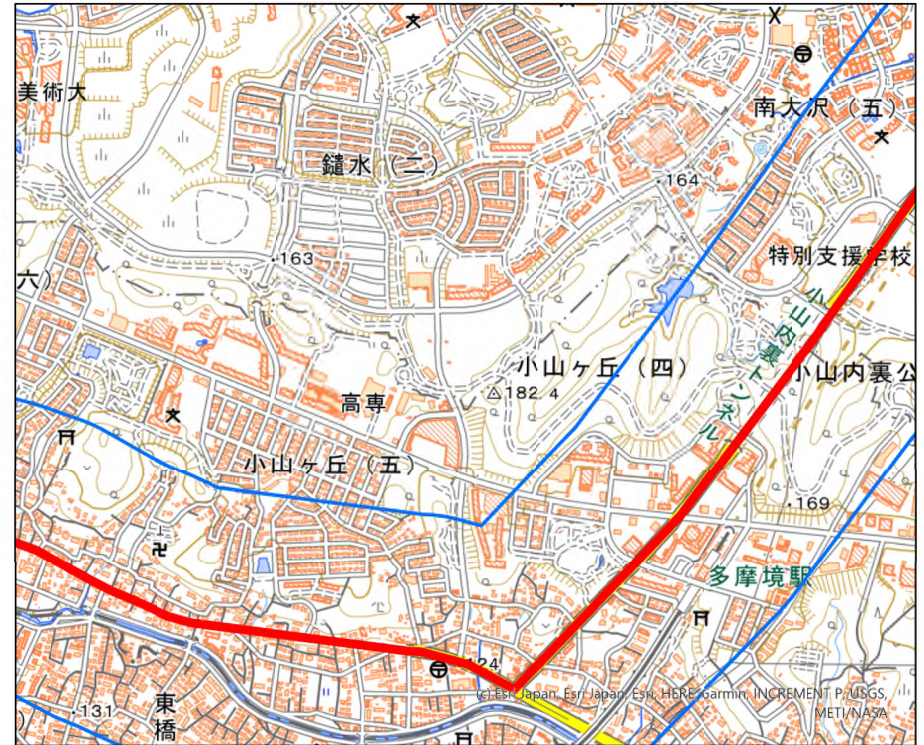 150
美術大
南大沢（五）
鑓水（二）
164
163
特別支援学校
六）
小山内裏トンネル
小山ヶ丘（四）
小山内裏公
182.4
高専
小山ヶ丘（五）
169
多摩境駅
124
(c) Esri Japan, Esri Japan, Esri, HERE, Garmin, INCREMENT P, USGS,
METI/NASA
131
東橋
）